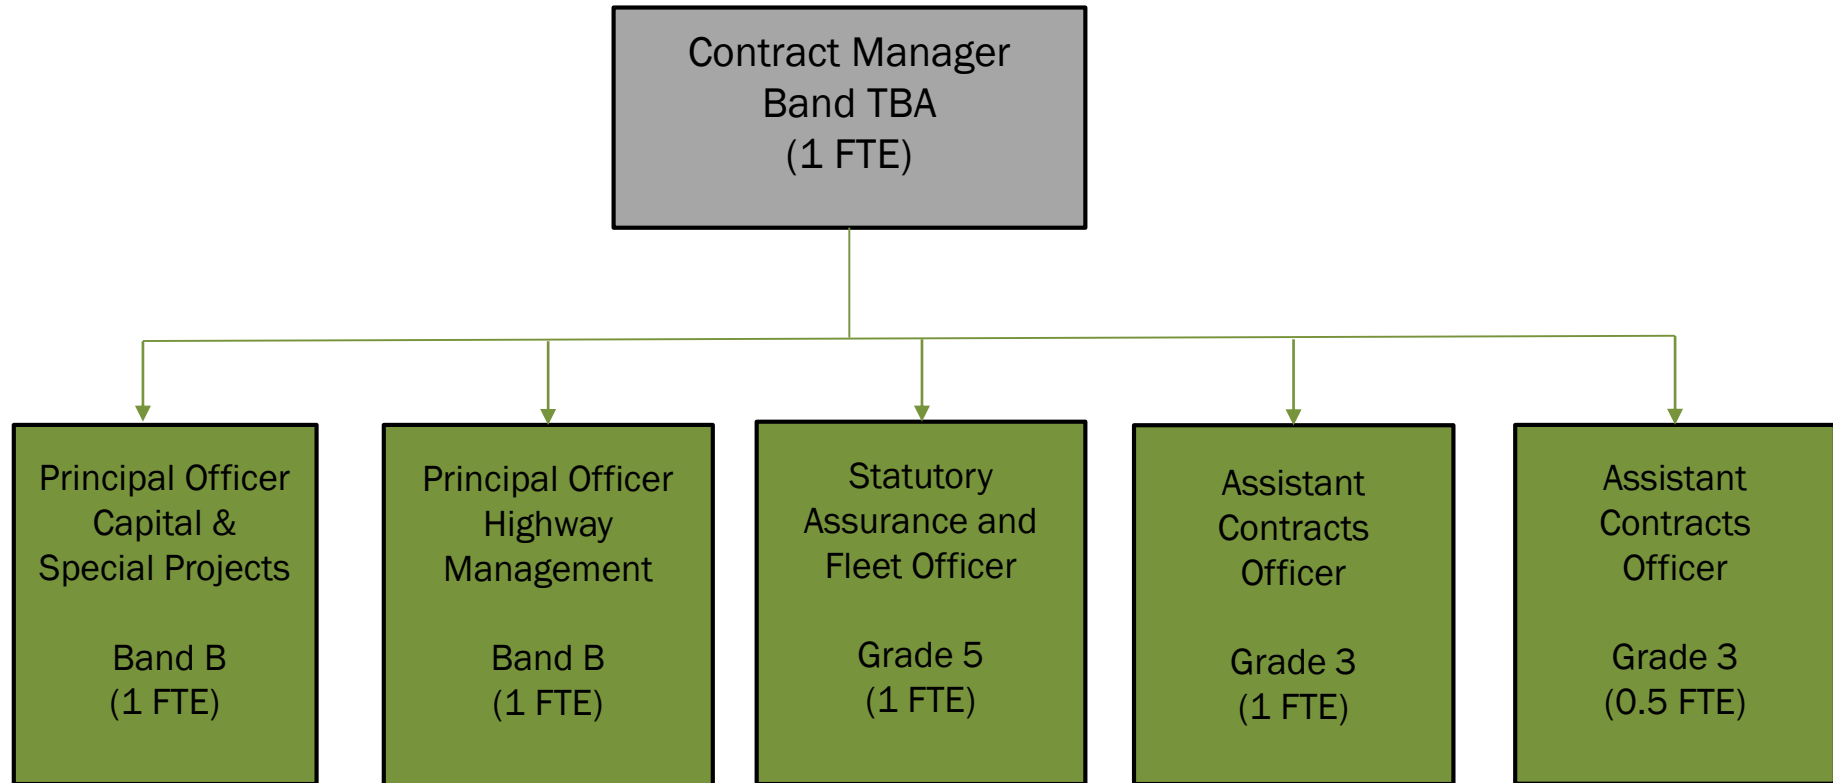 Contract Manager
Band TBA
(1 FTE)
Principal Officer
Capital &
Special Projects
Band B
(1 FTE)
Principal Officer
Highway
Management
Band B
(1 FTE)
Statutory
Assurance and
Fleet Officer
Grade 5
(1 FTE)
Assistant
Contracts
Officer
Grade 3
(1 FTE)
Assistant
Contracts
Officer
Grade 3
(0.5 FTE)